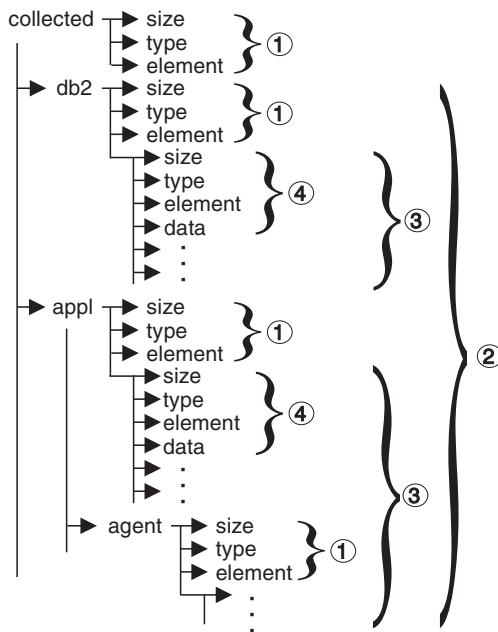 collected size
type ①
element
db2 size
type ①
element
size
type
element ④
data
③
appl size
type ①
element
②
size
type
element ④
data
③
agent size
type ①
element